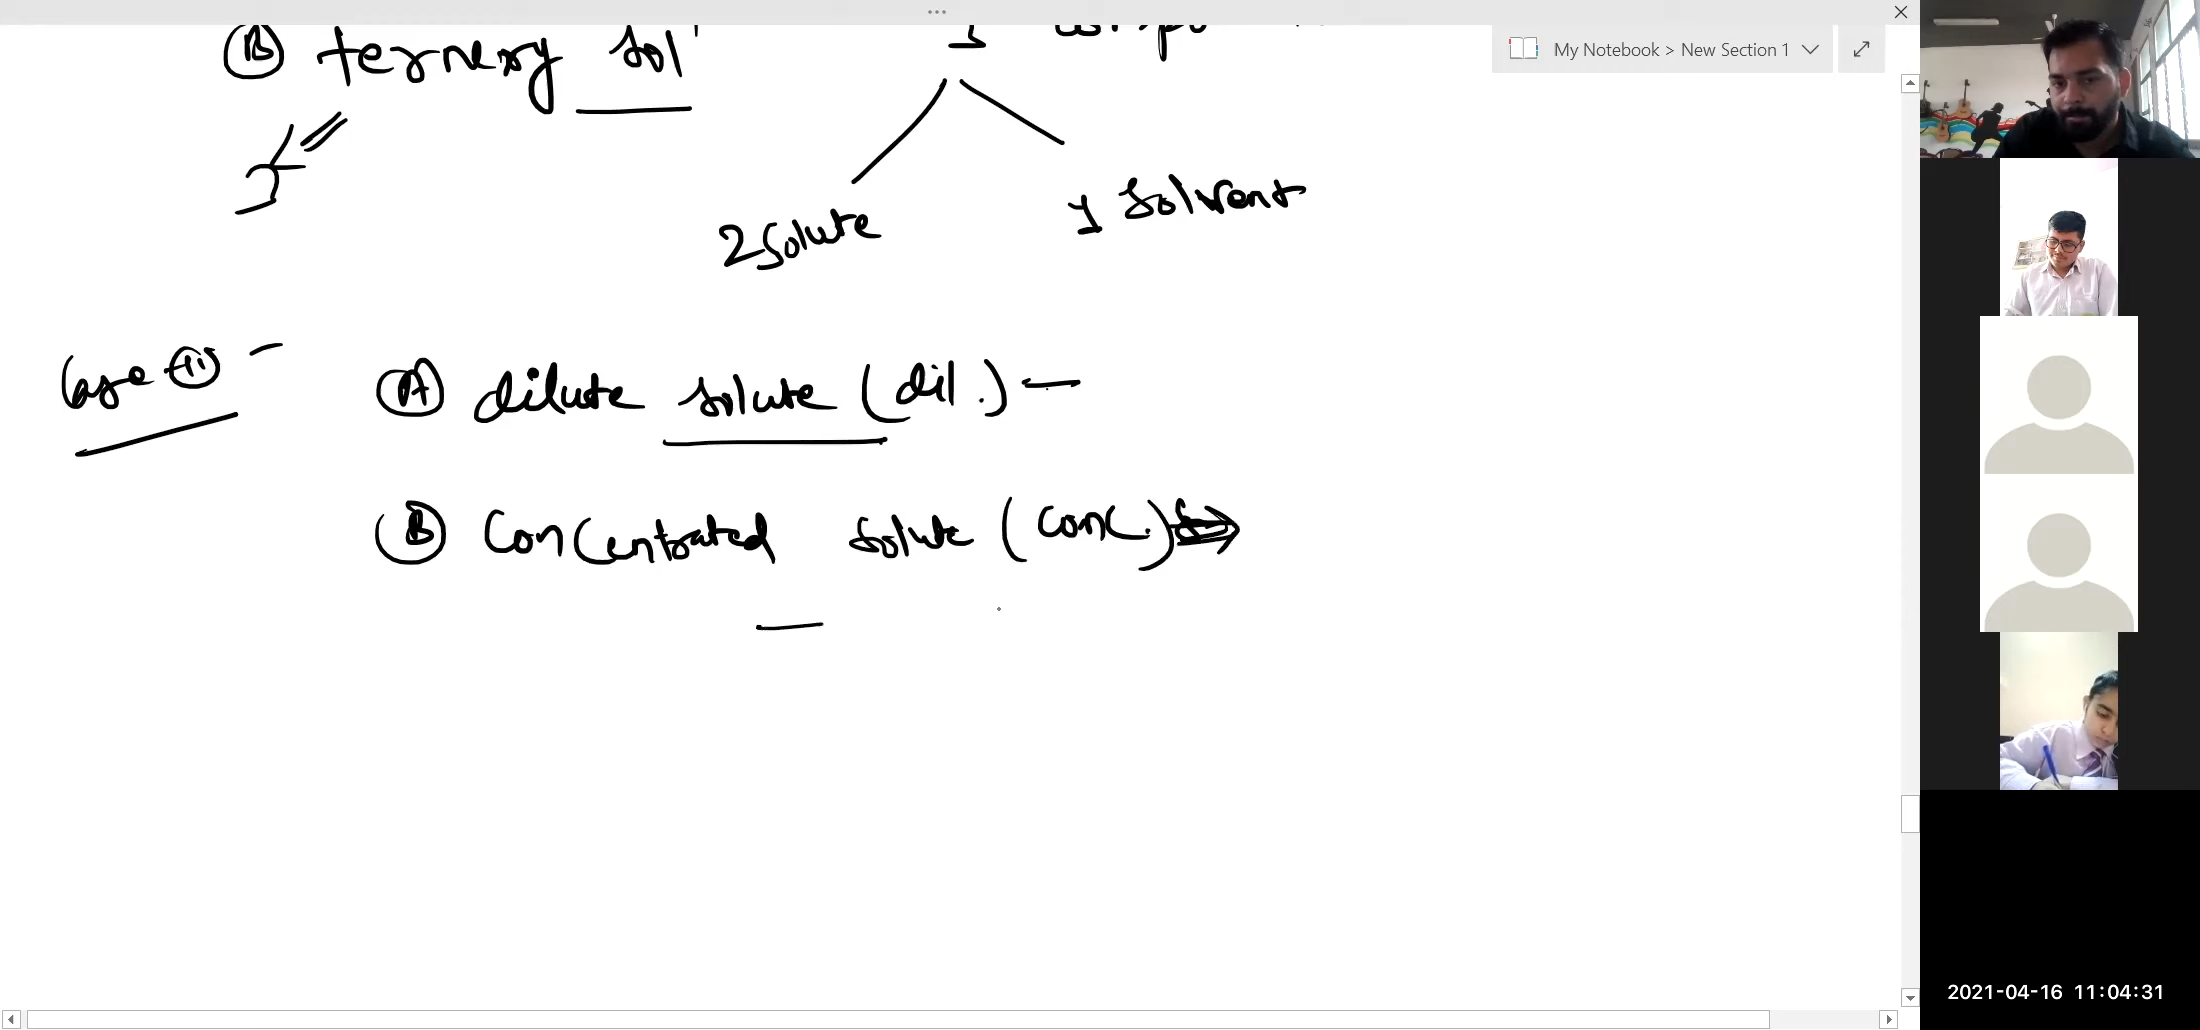 My Notebook > New Section 1
Ⓑ ternery sol'
2 Solute
1 Solvent
Case (ii) - Ⓐ dilute solute (dil.) —
Ⓑ Concentrated solute (conc.) ⇒
2021-04-16 11:04:31